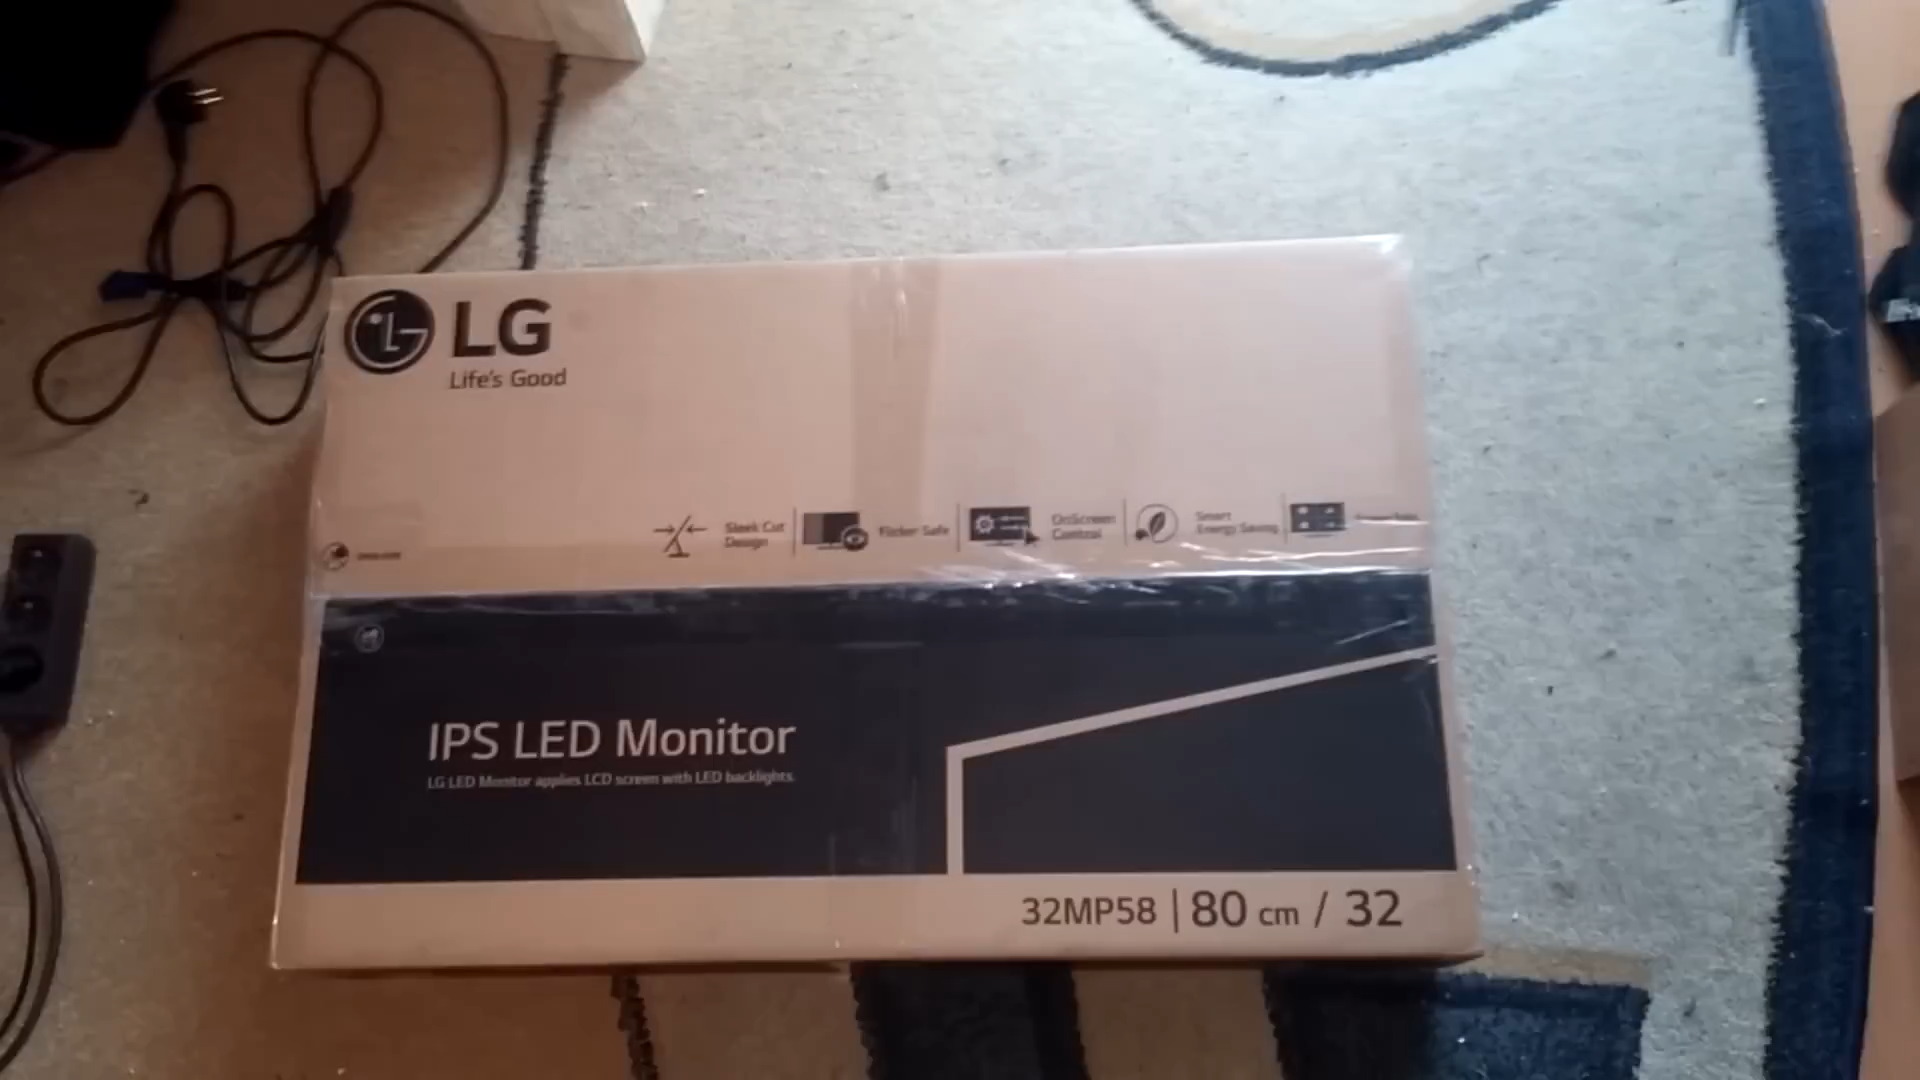 LG
Life's Good
Sleek Cut
Design
Flicker Safe
OnScreen
Control
Smart
Energy Saving
IPS LED Monitor
LG LED Monitor applies LCD screen with LED backlights.
32MP58 | 80 cm / 32